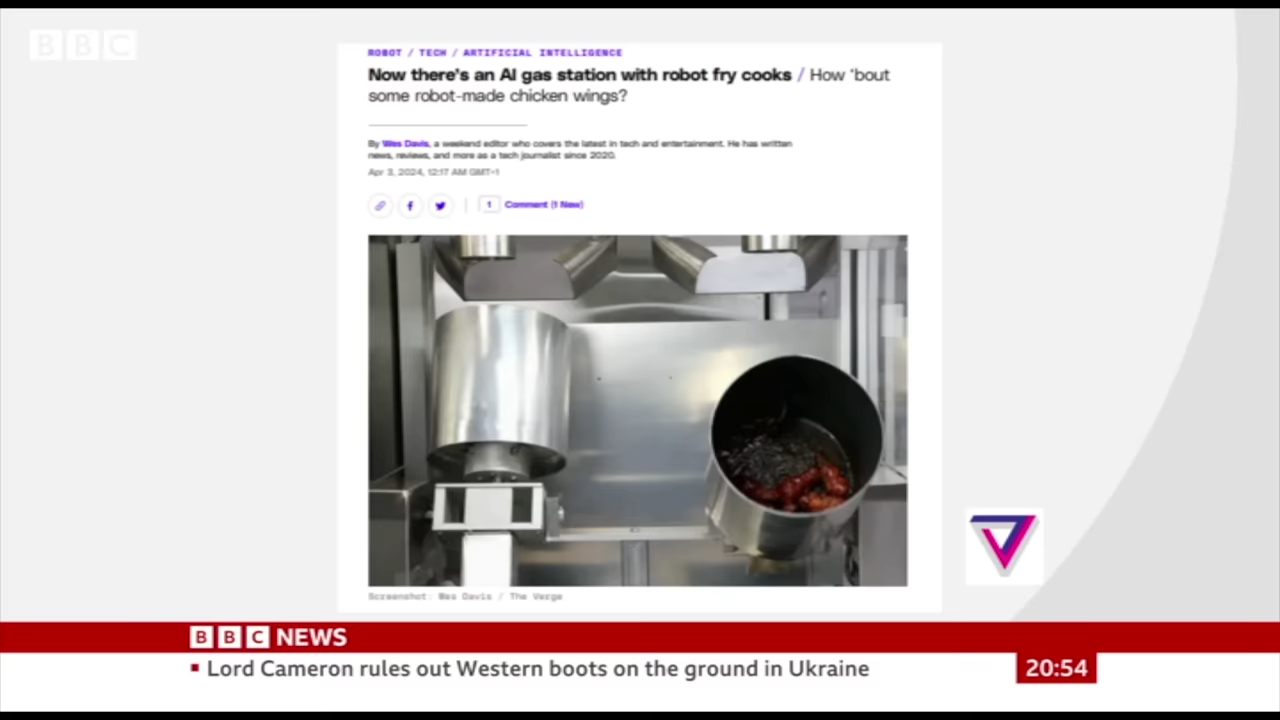 BBC
ROBOT / TECH / ARTIFICIAL INTELLIGENCE
Now there's an AI gas station with robot fry cooks / How 'bout
some robot-made chicken wings?
By Wes Davis, a weekend editor who covers the latest in tech and entertainment. He has written
news, reviews, and more as a tech journalist since 2020.
Apr 3, 2024, 12:17 AM GMT+1
1 Comment (1 New)
Screenshot: Wes Davis / The Verge
BBC NEWS
Lord Cameron rules out Western boots on the ground in Ukraine
20:54